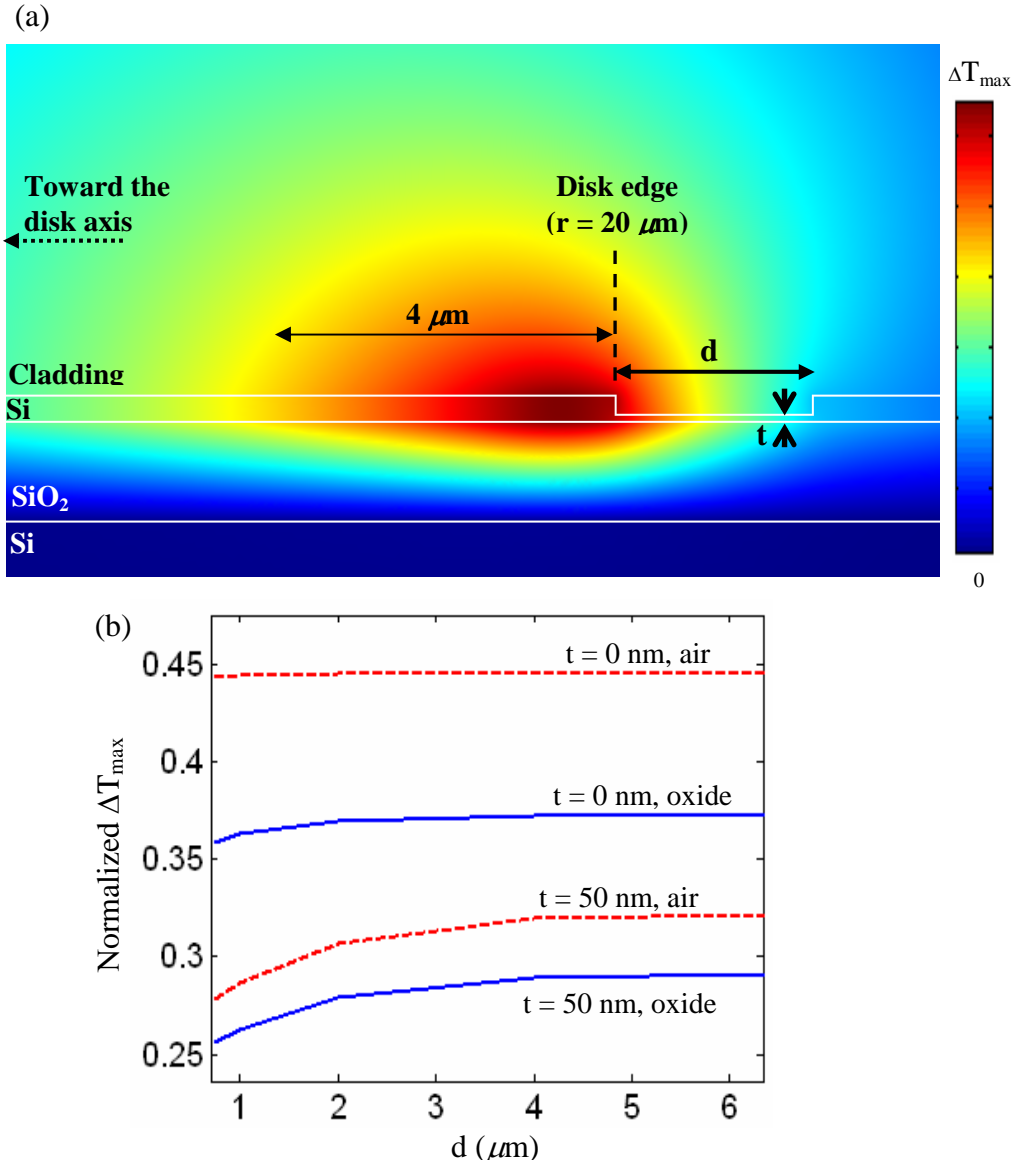 (a)
ΔTmax
Toward the
disk axis
Disk edge
(r = 20 μm)
4 μm
d
Cladding
Si
t
SiO2
Si
0
(b)
Normalized ΔTmax
0.45
0.4
0.35
0.3
0.25
t = 0 nm, air
t = 0 nm, oxide
t = 50 nm, air
t = 50 nm, oxide
1 2 3 4 5 6
d (μm)